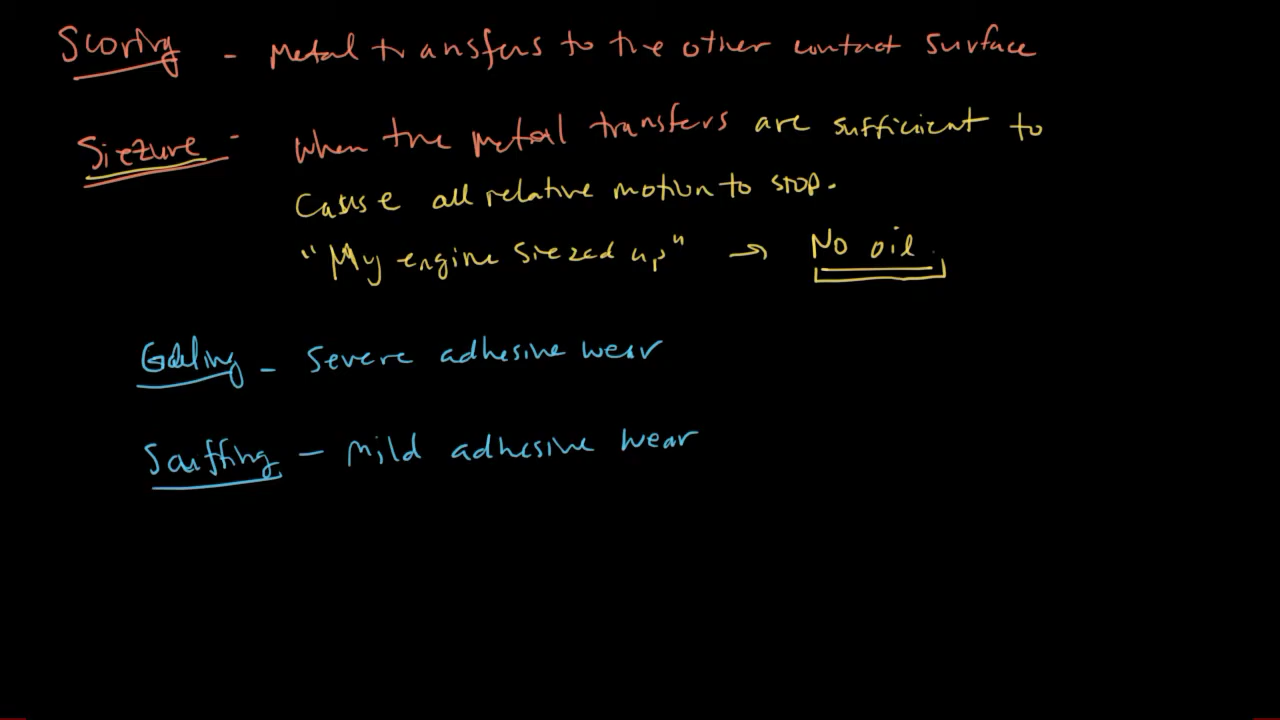 Scoring - Metal transfers to the other contact surface
Siezure - When the Metal transfers are sufficient to
Cause all relative motion to stop.
"My engine siezed up" → No oil.
Galling - Severe adhesive wear
Scuffing - Mild adhesive wear